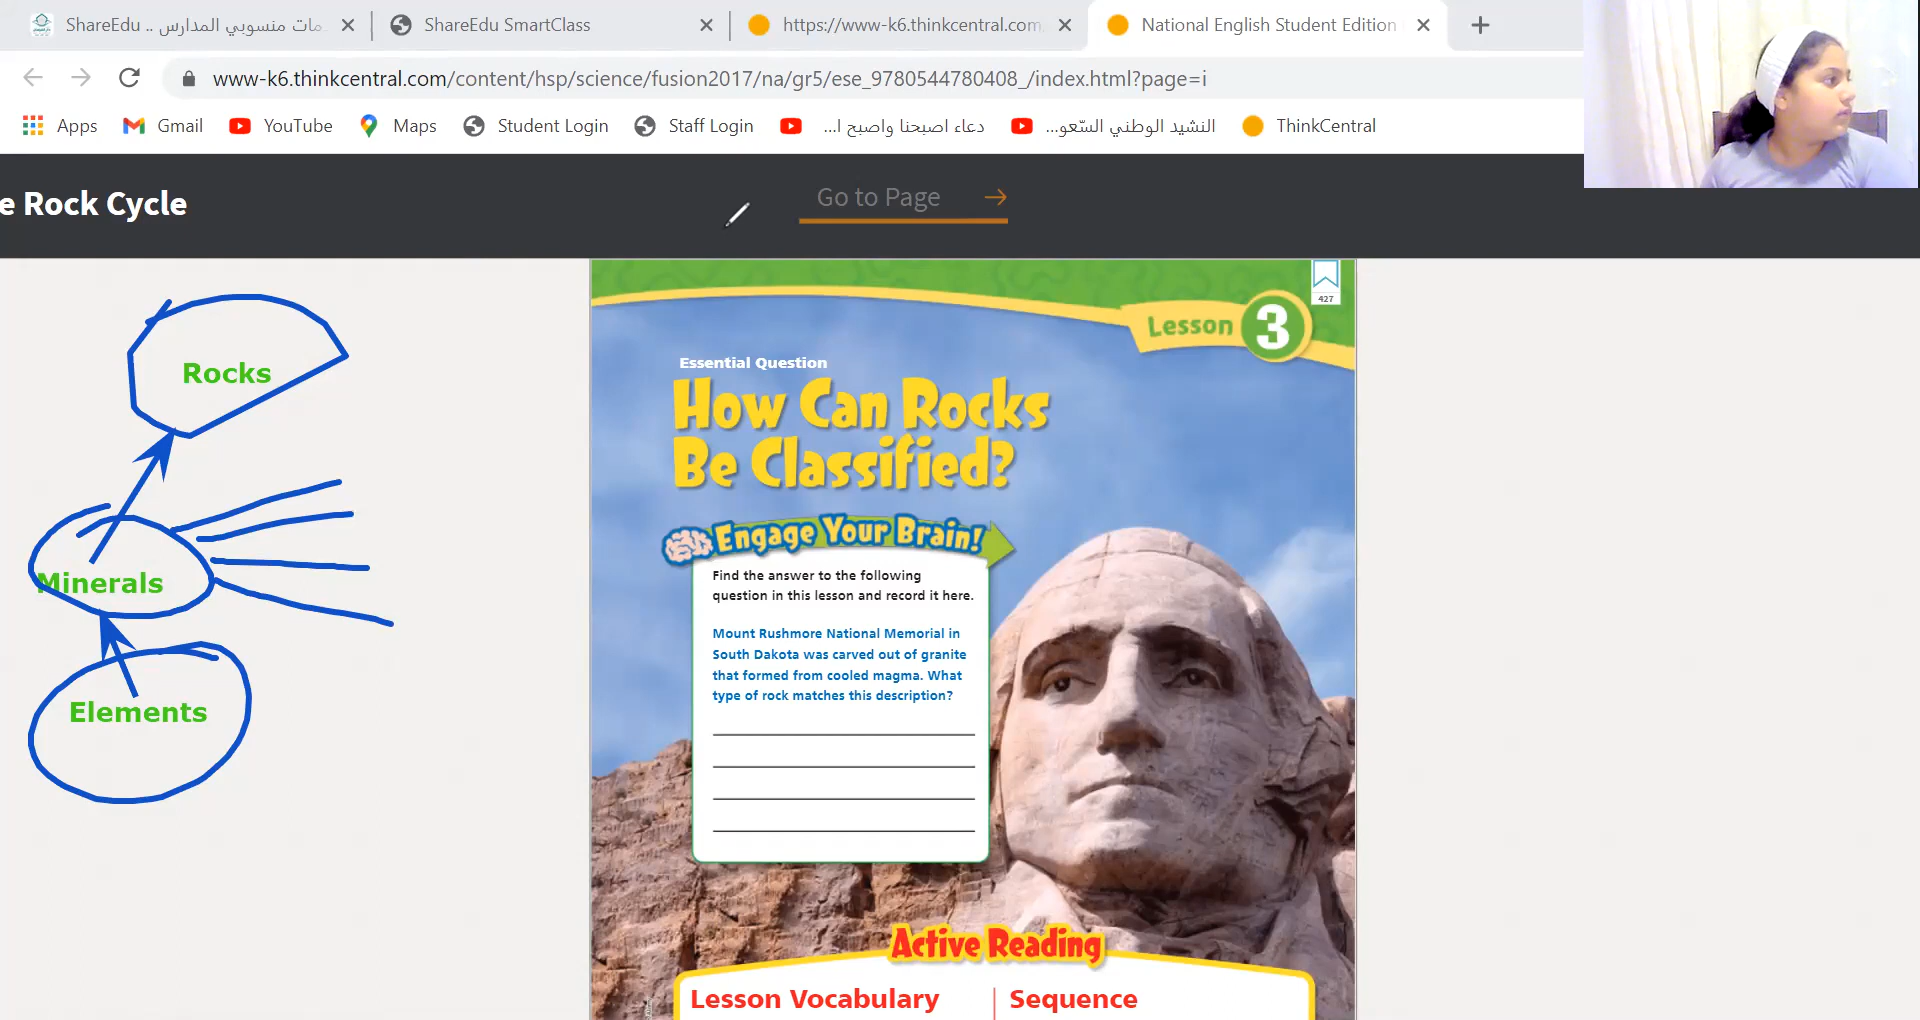 ShareEdu .. مات منسوبي المدارس
ShareEdu SmartClass
https://www-k6.thinkcentral.com
National English Student Edition
www-k6.thinkcentral.com/content/hsp/science/fusion2017/na/gr5/ese_9780544780408_/index.html?page=i
Apps
Gmail
YouTube
Maps
Student Login
Staff Login
دعاء اصبحنا واصبح ا...
النشيد الوطني السّعو...
ThinkCentral
e Rock Cycle
Go to Page
427
Lesson 3
Essential Question
How Can Rocks
Be Classified?
Engage Your Brain!
Find the answer to the following
question in this lesson and record it here.
Mount Rushmore National Memorial in
South Dakota was carved out of granite
that formed from cooled magma. What
type of rock matches this description?
Rocks
Minerals
Elements
Active Reading
Lesson Vocabulary
Sequence